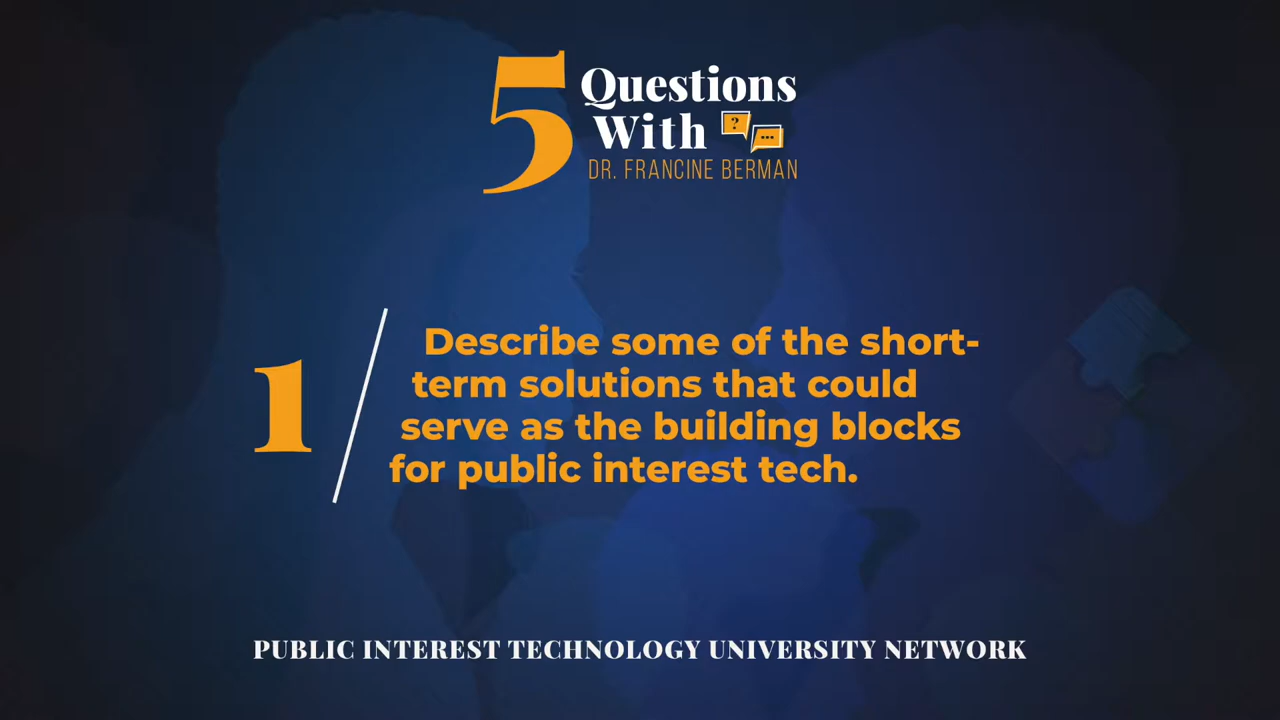 5 Questions
With
?
...
DR. FRANCINE BERMAN
1
Describe some of the short-
term solutions that could
serve as the building blocks
for public interest tech.
PUBLIC INTEREST TECHNOLOGY UNIVERSITY NETWORK